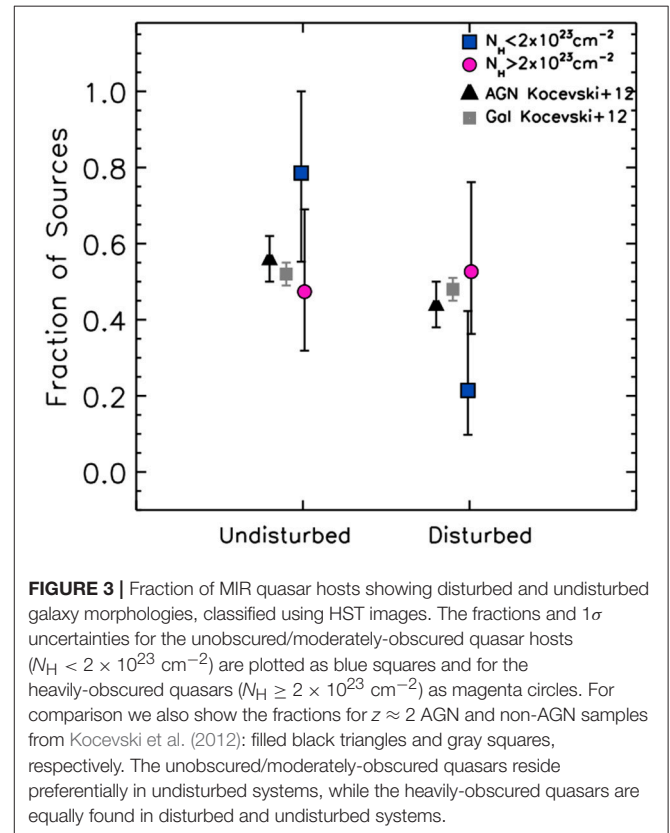 N_H<2x10^23cm^−2
N_H>2x10^23cm^−2
AGN Kocevski+12
Gal Kocevski+12
1.0
0.8
0.6
0.4
0.2
0.0
Fraction of Sources
Undisturbed Disturbed
FIGURE 3 | Fraction of MIR quasar hosts showing disturbed and undisturbed
galaxy morphologies, classified using HST images. The fractions and 1σ
uncertainties for the unobscured/moderately-obscured quasar hosts
(N_H < 2 × 10^23 cm^−2) are plotted as blue squares and for the
heavily-obscured quasars (N_H ≥ 2 × 10^23 cm^−2) as magenta circles. For
comparison we also show the fractions for z ≈ 2 AGN and non-AGN samples
from Kocevski et al. (2012): filled black triangles and gray squares,
respectively. The unobscured/moderately-obscured quasars reside
preferentially in undisturbed systems, while the heavily-obscured quasars are
equally found in disturbed and undisturbed systems.